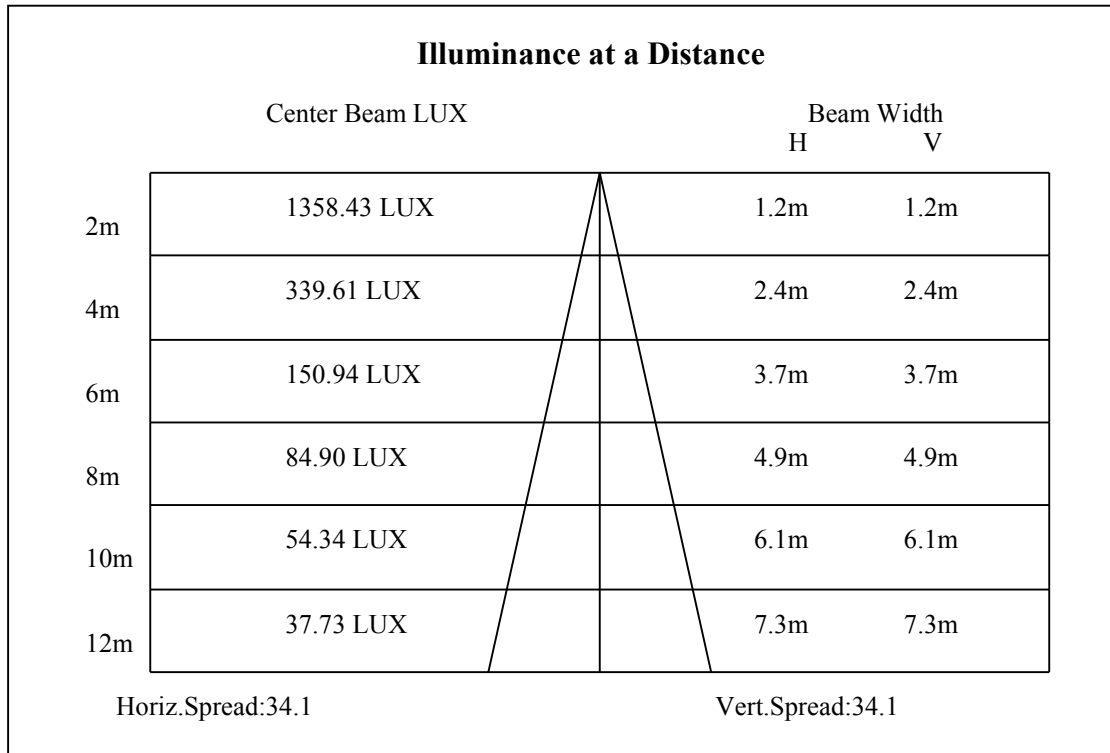 Illuminance at a Distance
Center Beam LUX Beam Width
H V
2m 1358.43 LUX 1.2m 1.2m
4m 339.61 LUX 2.4m 2.4m
6m 150.94 LUX 3.7m 3.7m
8m 84.90 LUX 4.9m 4.9m
10m 54.34 LUX 6.1m 6.1m
12m 37.73 LUX 7.3m 7.3m
Horiz.Spread:34.1 Vert.Spread:34.1